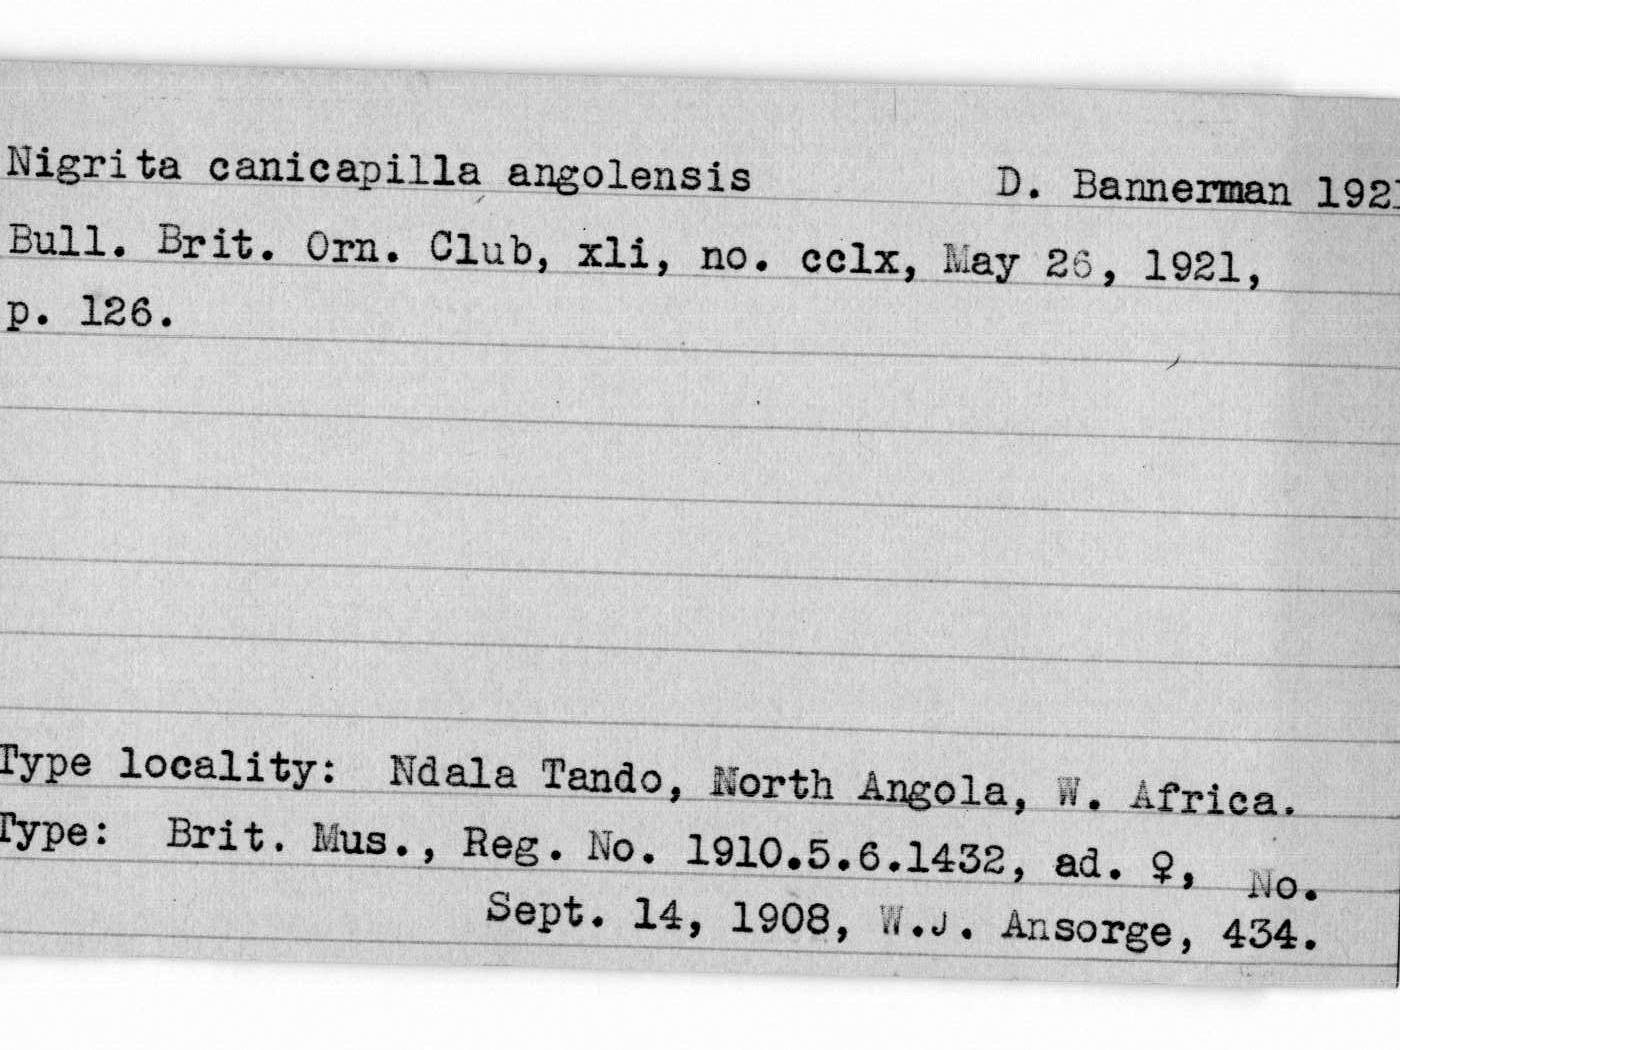 Nigrita canicapilla angolensis D. Bannerman 1921
Bull. Brit. Orn. Club, xli, no. cclx, May 26, 1921,
p. 126.
Type locality: Ndala Tando, North Angola, W. Africa.
Type: Brit. Mus., Reg. No. 1910.5.6.1432, ad. ♀, No.
Sept. 14, 1908, W.J. Ansorge, 434.